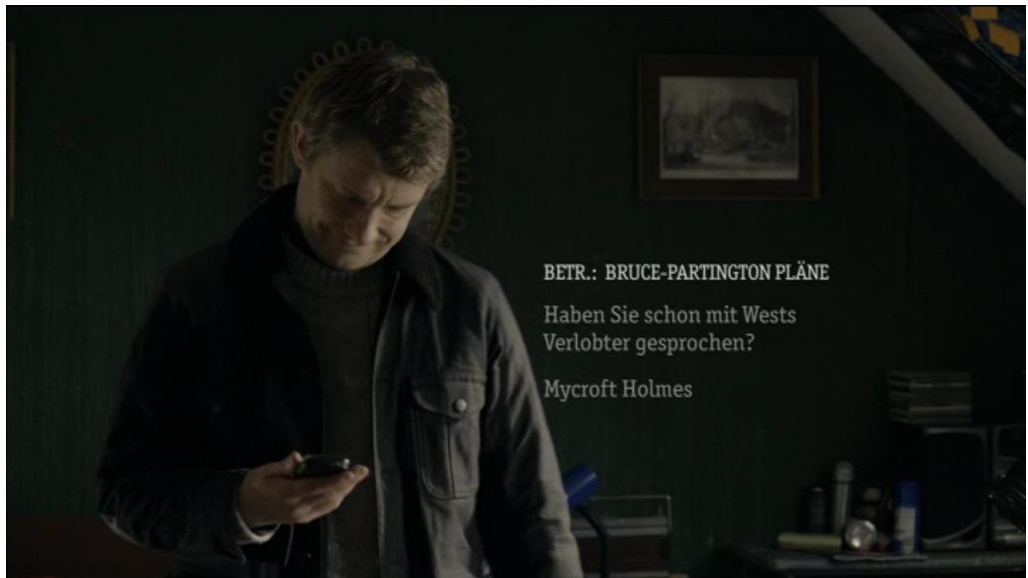 BETR.: BRUCE-PARTINGTON PLÄNE
Haben Sie schon mit Wests
Verlobter gesprochen?
Mycroft Holmes